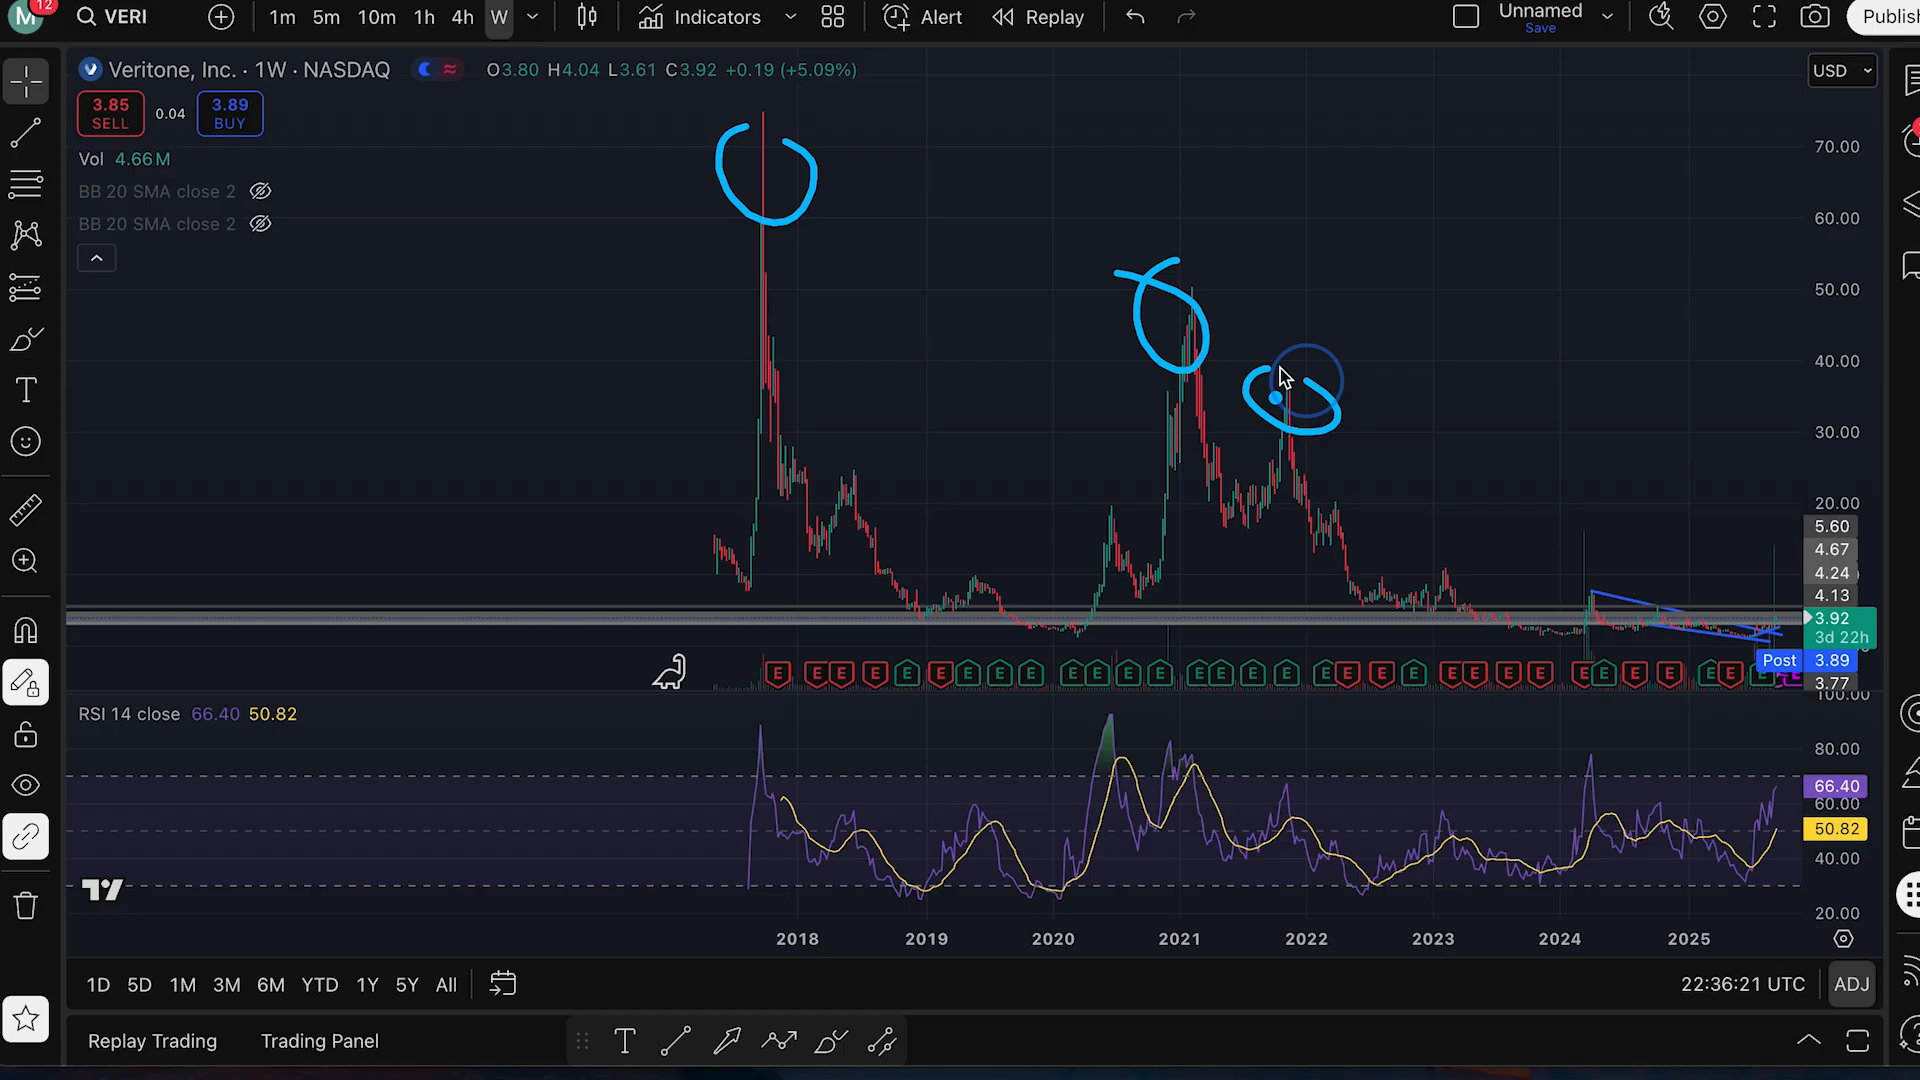 M 12 VERI 1m 5m 10m 1h 4h W Indicators Alert Replay Unnamed Save Publish
Veritone, Inc. · 1W · NASDAQ O3.80 H4.04 L3.61 C3.92 +0.19 (+5.09%) USD
3.85 SELL 0.04 3.89 BUY
Vol 4.66M
BB 20 SMA close 2
BB 20 SMA close 2
70.00
60.00
50.00
40.00
30.00
20.00
5.60
4.67
4.24
4.13
3.92
3d 22h
Post 3.89
3.77
E E E E E E E E E E E E E E E E E E E E E E E E E E E E E E E E E E
100.00
RSI 14 close 66.40 50.82
80.00
66.40
60.00
50.82
40.00
20.00
2018 2019 2020 2021 2022 2023 2024 2025
1D 5D 1M 3M 6M YTD 1Y 5Y All 22:36:21 UTC ADJ
Replay Trading Trading Panel